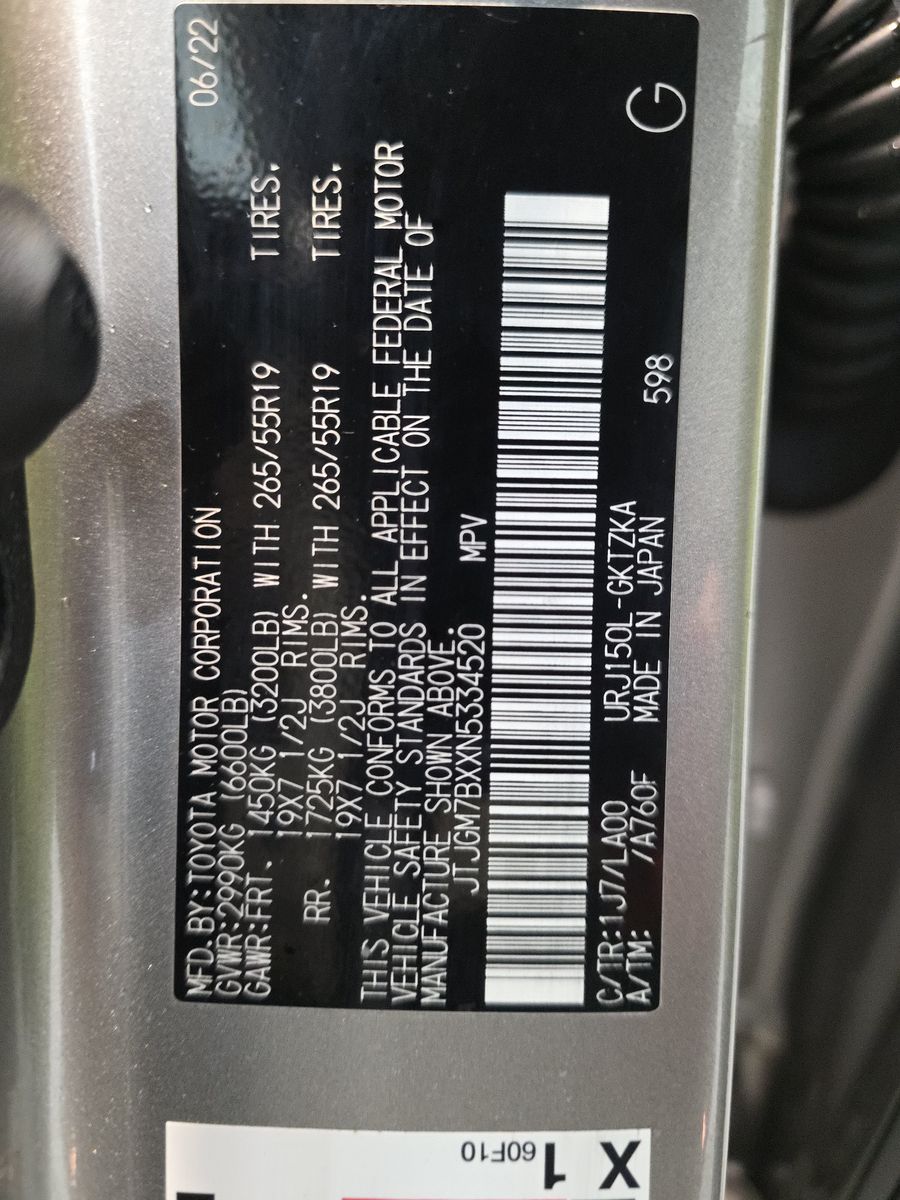 MFD. BY: TOYOTA MOTOR CORPORATION 06/22
GVWR: 2990KG (6600LB)
GAWR: FRT. 1450KG (3200LB) WITH 265/55R19 TIRES.
19X7 1/2J RIMS.
RR. 1725KG (3800LB) WITH 265/55R19 TIRES.
19X7 1/2J RIMS.
THIS VEHICLE CONFORMS TO ALL APPLICABLE FEDERAL MOTOR
VEHICLE SAFETY STANDARDS IN EFFECT ON THE DATE OF
MANUFACTURE SHOWN ABOVE.
JTJGM7BXXN5334520 MPV
C/TR: 1J7/LA00 URJ150L-GKTZKA
A/TM: /A760F MADE IN JAPAN 598 G
X 1
60F10